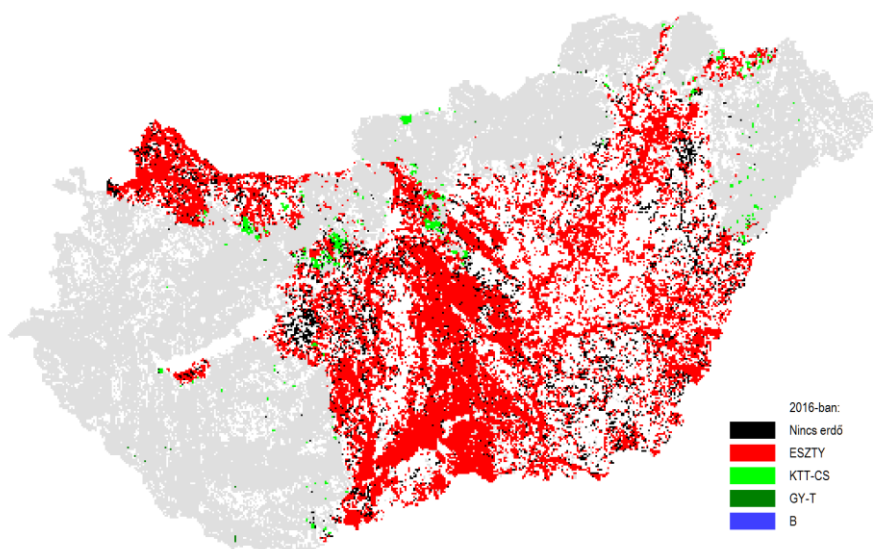 2016-ban:
Nincs erdő
ESZTY
KTT-CS
GY-T
B